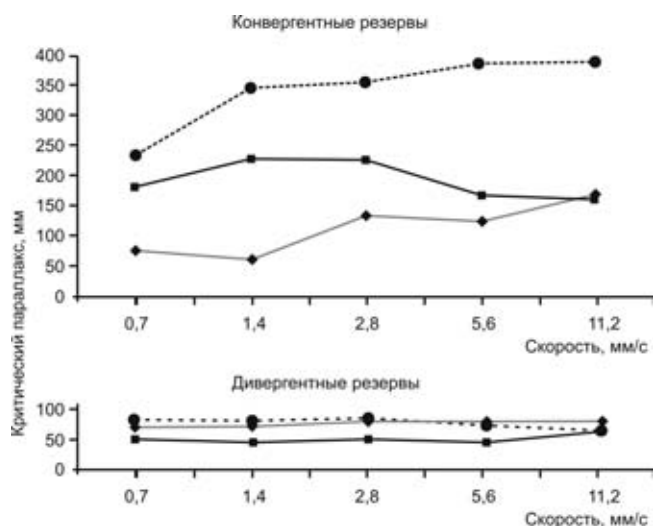 Конвергентные резервы
400
350
300
250
200
150
100
50
0
0,7 1,4 2,8 5,6 11,2
Скорость, мм/с
Критический параллакс, мм
Дивергентные резервы
100
50
0
0,7 1,4 2,8 5,6 11,2
Скорость, мм/с